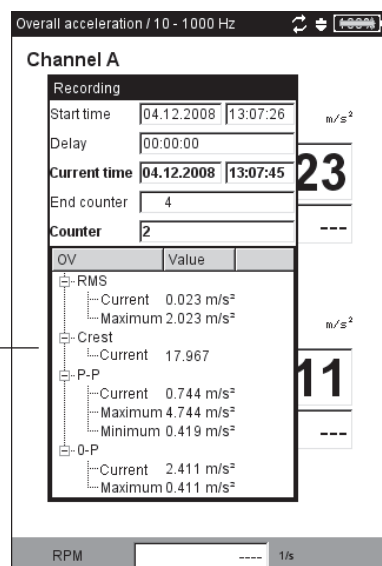 Overall acceleration / 10 - 1000 Hz 100%
Channel A
Recording
Start time 04.12.2008 13:07:26
m/s²
Delay 00:00:00
Current time 04.12.2008 13:07:45
23
End counter 4
Counter 2
---
OV Value
RMS
Current 0.023 m/s²
Maximum 2.023 m/s²
m/s²
Crest
Current 17.967
P-P
11
Current 0.744 m/s²
Maximum 4.744 m/s²
Minimum 0.419 m/s²
---
0-P
Current 2.411 m/s²
Maximum 0.411 m/s²
RPM ---- 1/s